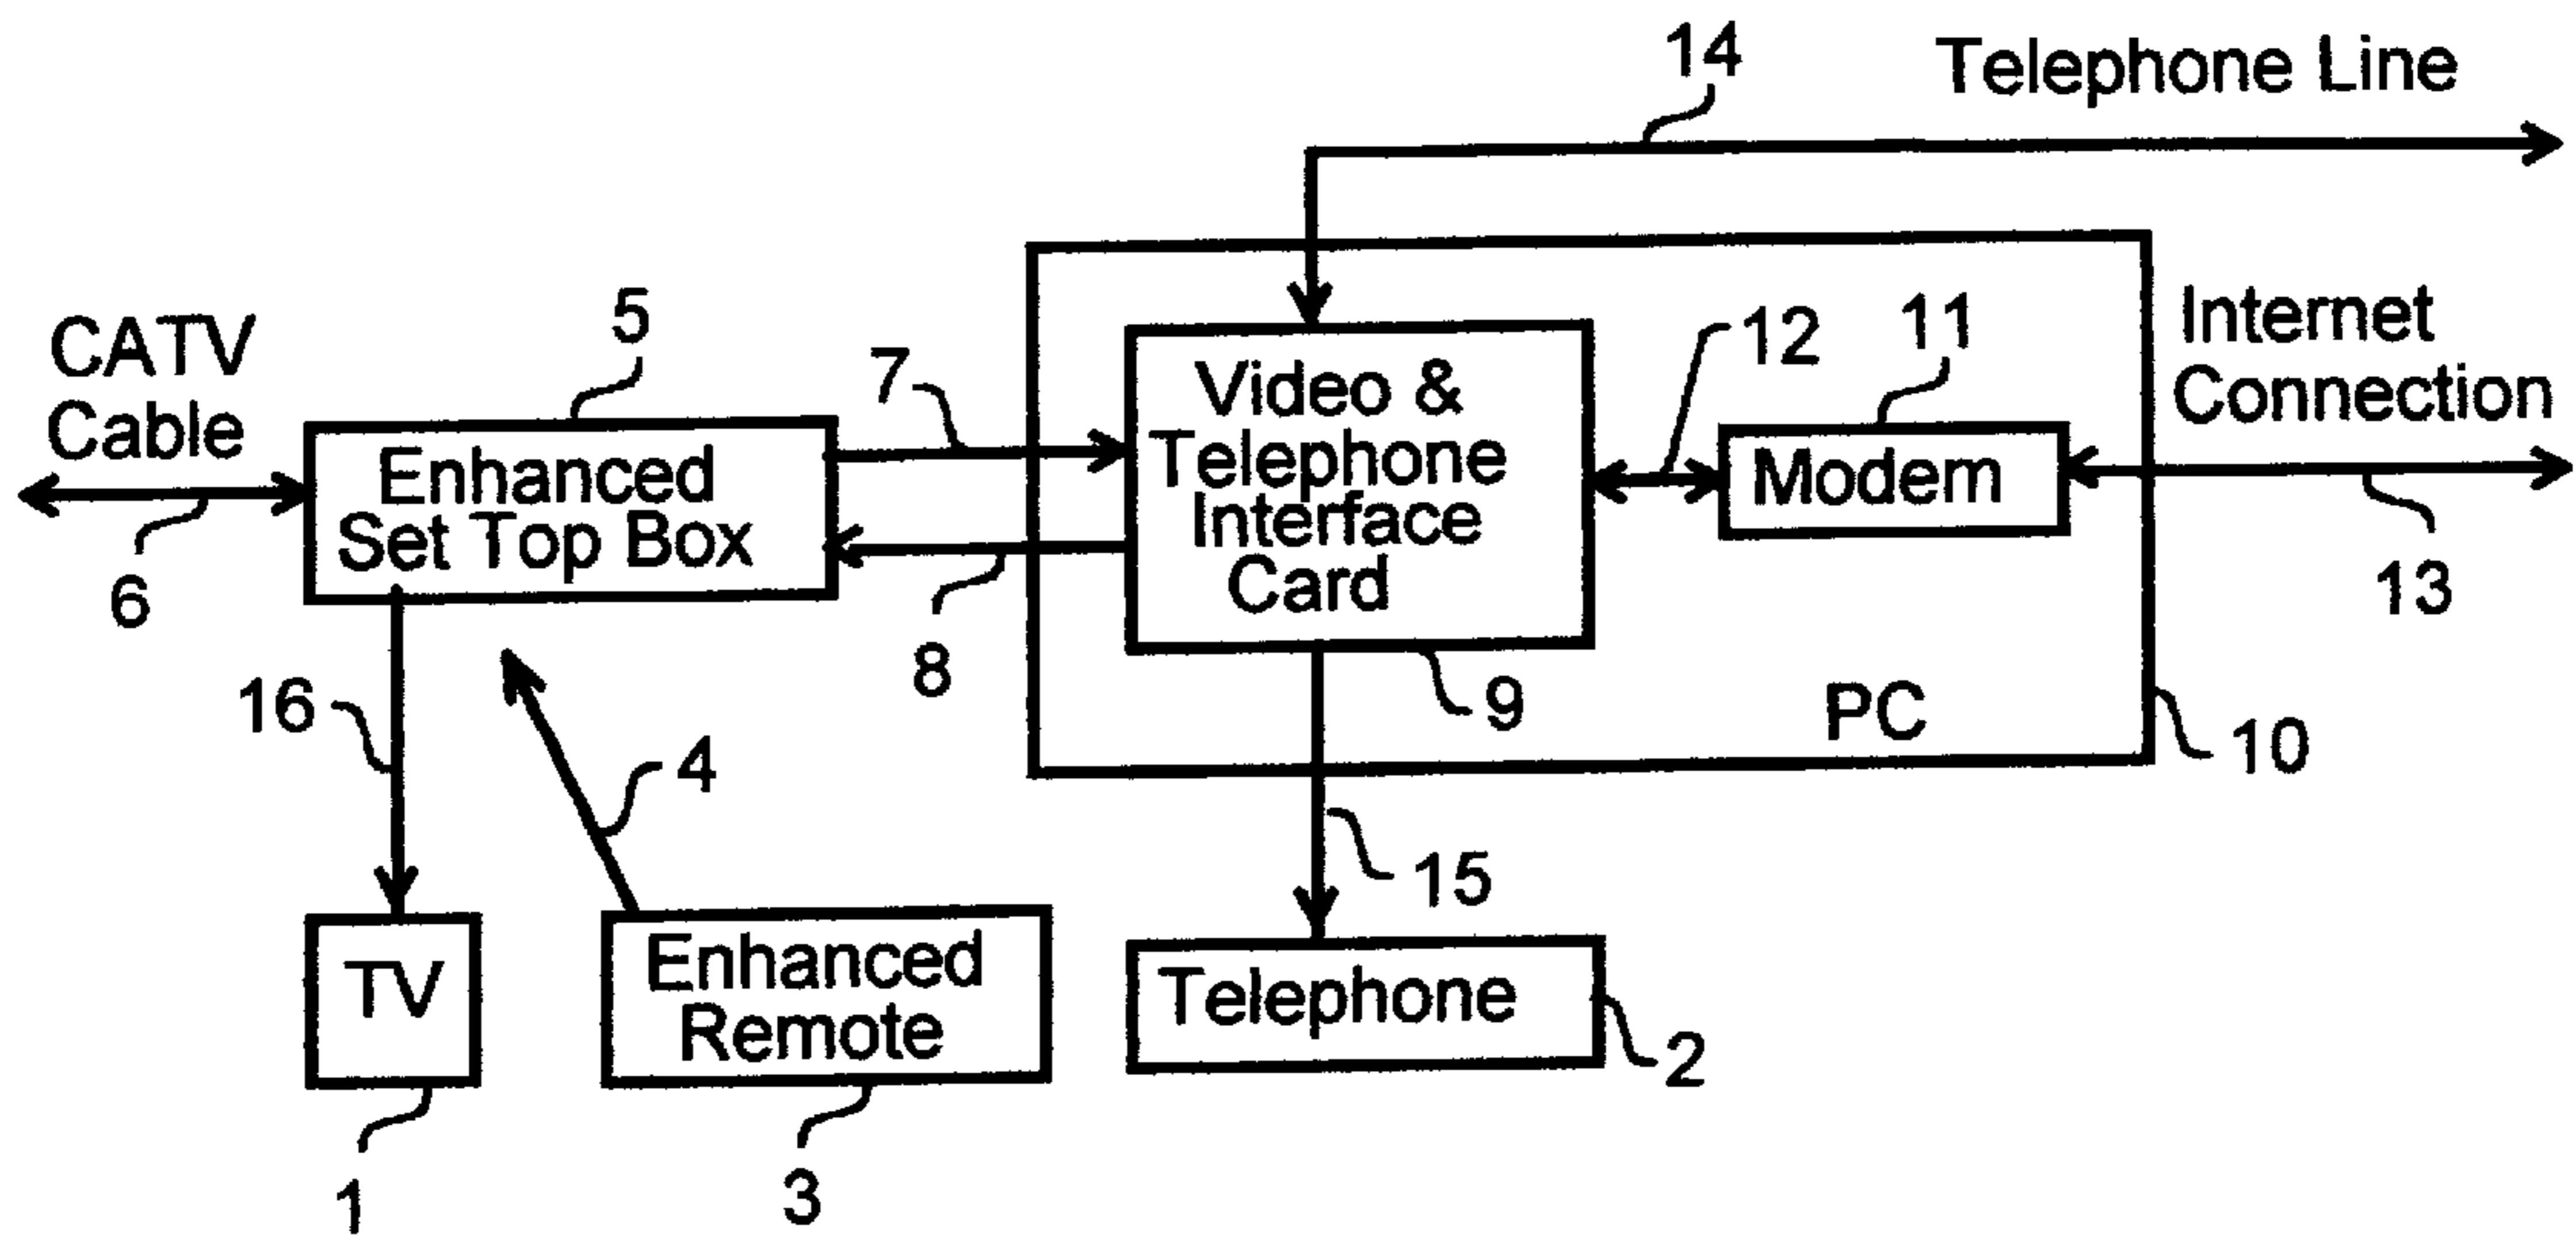 14
Telephone Line
CATV
Cable
5
7
Video &
Telephone
Interface
Card
12
11
Internet
Connection
Enhanced
Set Top Box
Modem
6
8
13
16
4
9
PC
10
15
TV
Enhanced
Remote
Telephone
2
1
3